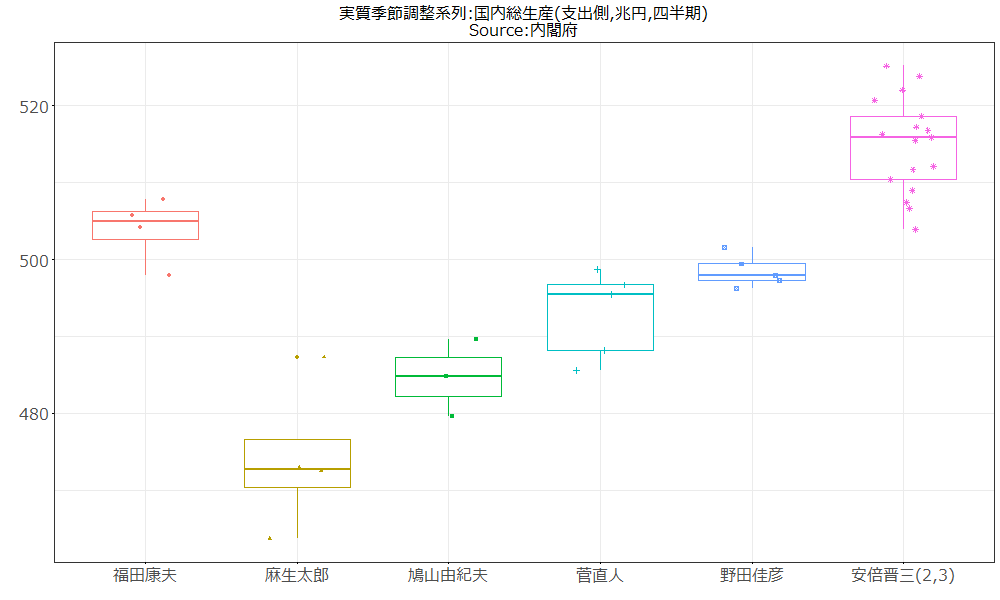 実質季節調整系列:国内総生産(支出側,兆円,四半期)
Source:内閣府
520
500
480
福田康夫 麻生太郎 鳩山由紀夫 菅直人 野田佳彦 安倍晋三(2,3)